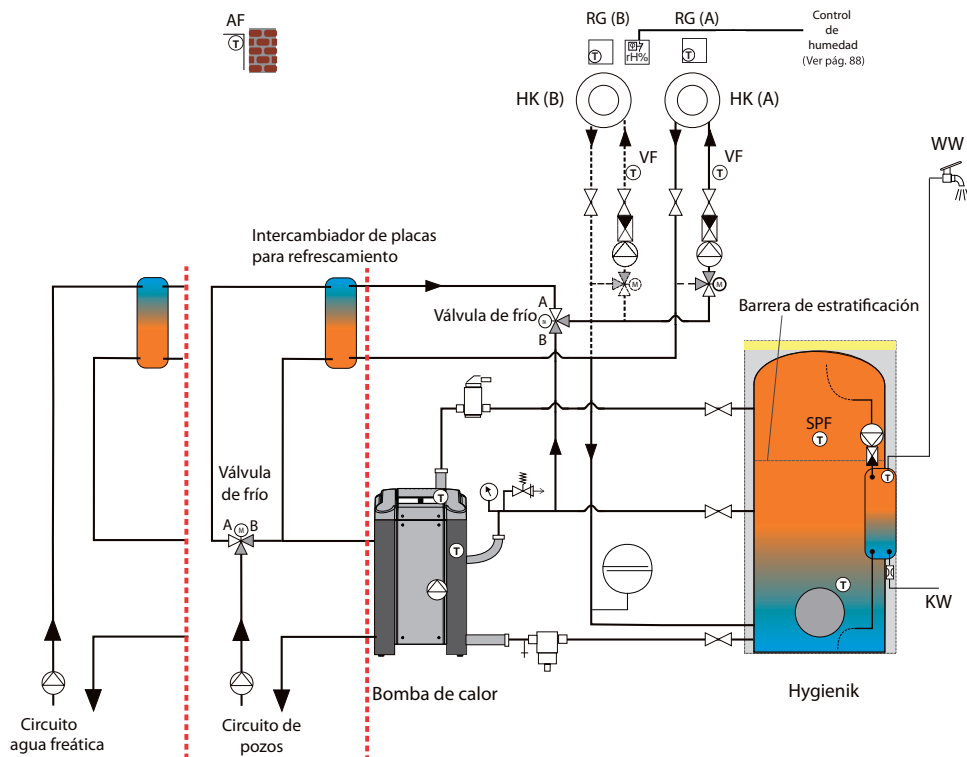 AF
T
RG (B)
RG (A)
Control
de
humedad
(Ver pág. 88)
T
rH%
T
HK (B)
HK (A)
WW
VF
T
VF
T
Intercambiador de placas
para refrescamiento
M
M
A
Válvula de frío
B
Barrera de estratificación
SPF
T
T
Válvula
de frío
A
M
B
T
T
T
KW
Bomba de calor
Hygienik
Circuito
agua freática
Circuito de
pozos